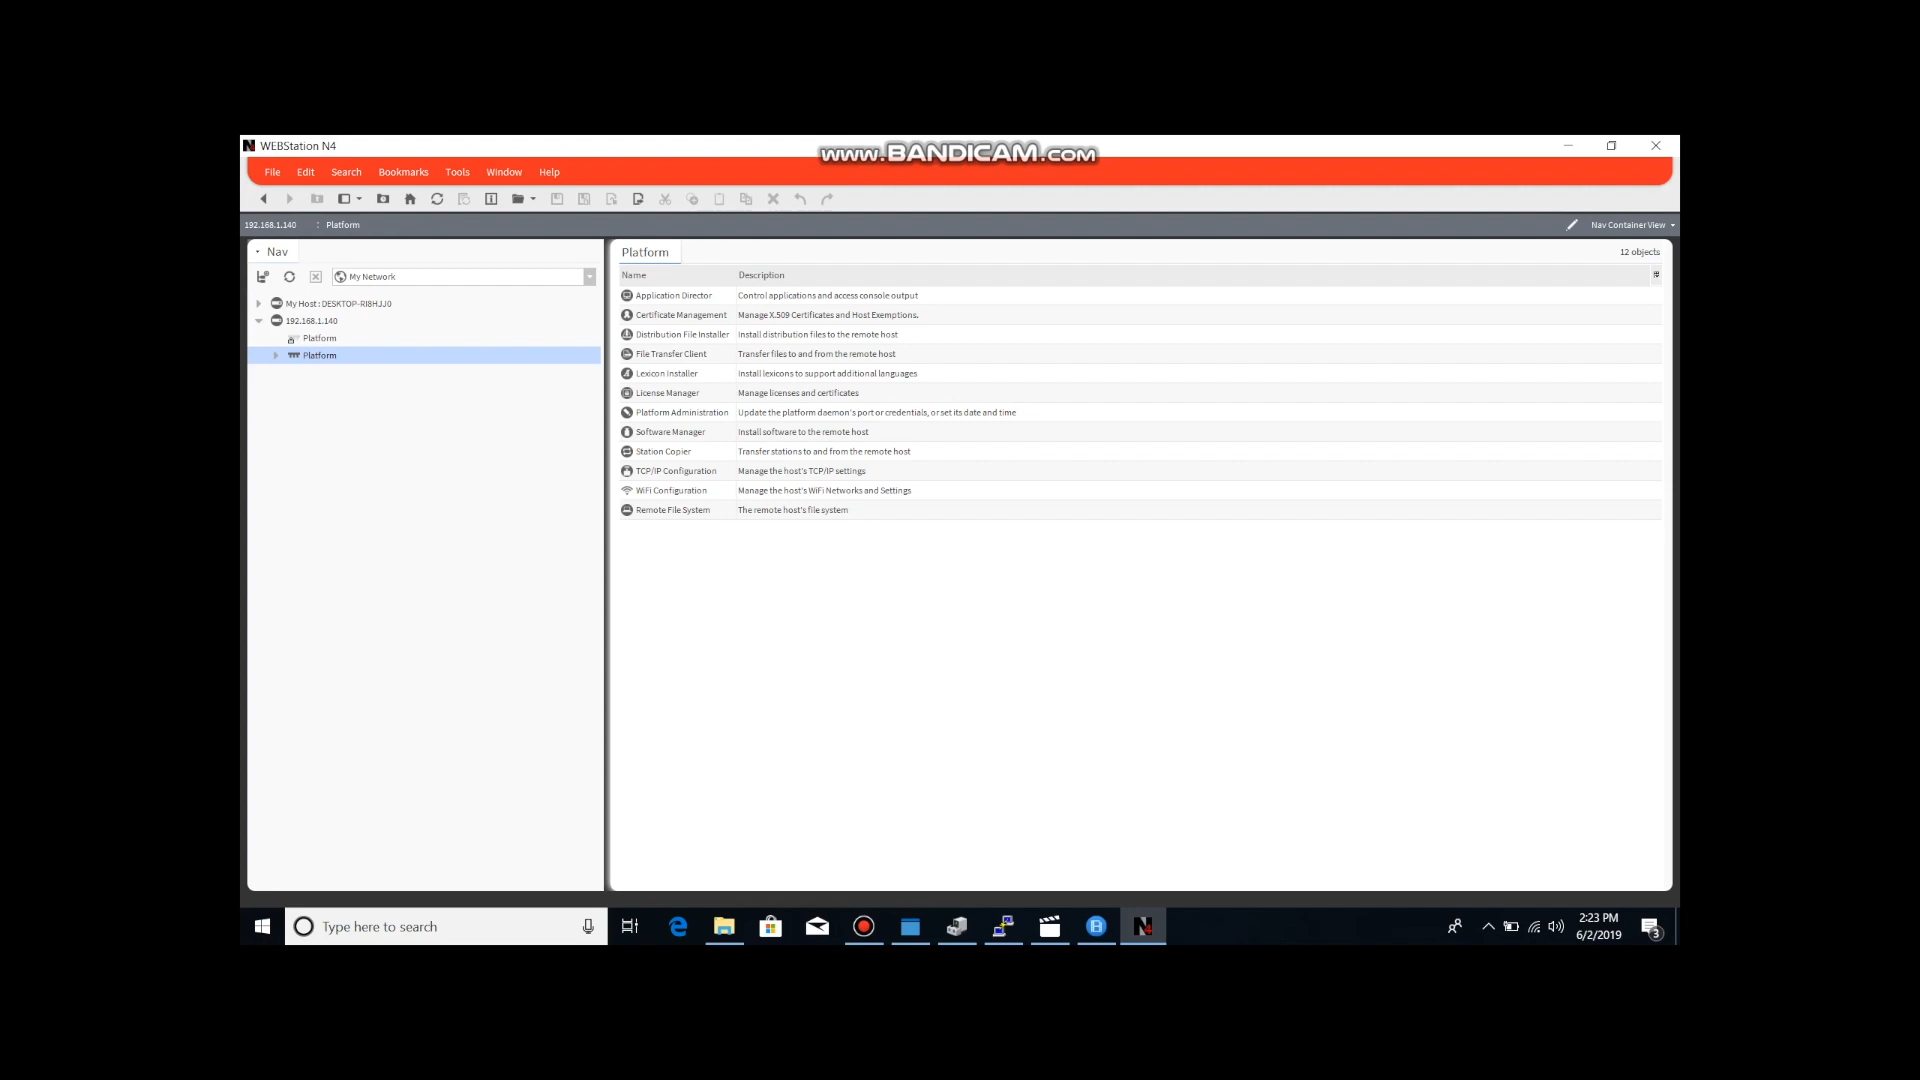 WEBStation N4
www.BANDICAM.com
File Edit Search Bookmarks Tools Window Help
192.168.1.140 : Platform
Nav Container View
Nav
My Network
My Host : DESKTOP-RI8HJJ0
192.168.1.140
Platform
Platform
Platform
12 objects
Name Description
Application Director Control applications and access console output
Certificate Management Manage X.509 Certificates and Host Exemptions.
Distribution File Installer Install distribution files to the remote host
File Transfer Client Transfer files to and from the remote host
Lexicon Installer Install lexicons to support additional languages
License Manager Manage licenses and certificates
Platform Administration Update the platform daemon's port or credentials, or set its date and time
Software Manager Install software to the remote host
Station Copier Transfer stations to and from the remote host
TCP/IP Configuration Manage the host's TCP/IP settings
WiFi Configuration Manage the host's WiFi Networks and Settings
Remote File System The remote host's file system
Type here to search
2:23 PM
6/2/2019
3